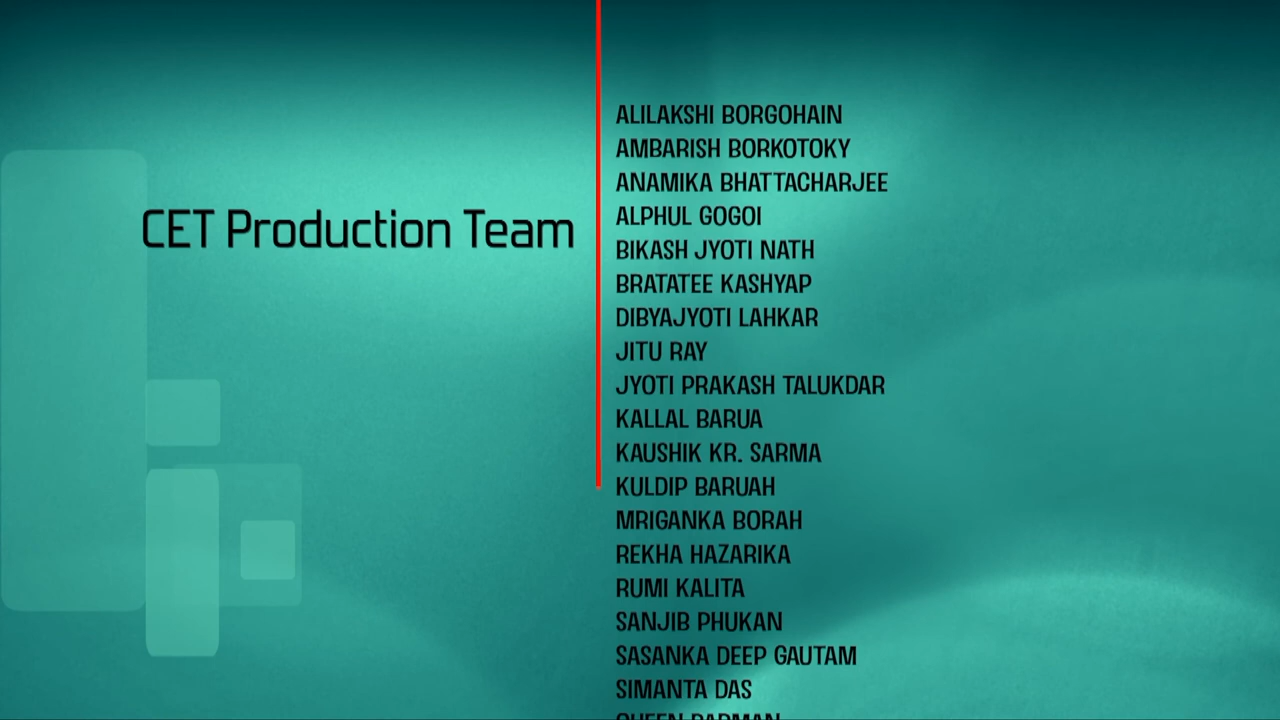 CET Production Team
ALILAKSHI BORGOHAIN
AMBARISH BORKOTOKY
ANAMIKA BHATTACHARJEE
ALPHUL GOGOI
BIKASH JYOTI NATH
BRATATEE KASHYAP
DIBYAJYOTI LAHKAR
JITU RAY
JYOTI PRAKASH TALUKDAR
KALLAL BARUA
KAUSHIK KR. SARMA
KULDIP BARUAH
MRIGANKA BORAH
REKHA HAZARIKA
RUMI KALITA
SANJIB PHUKAN
SASANKA DEEP GAUTAM
SIMANTA DAS